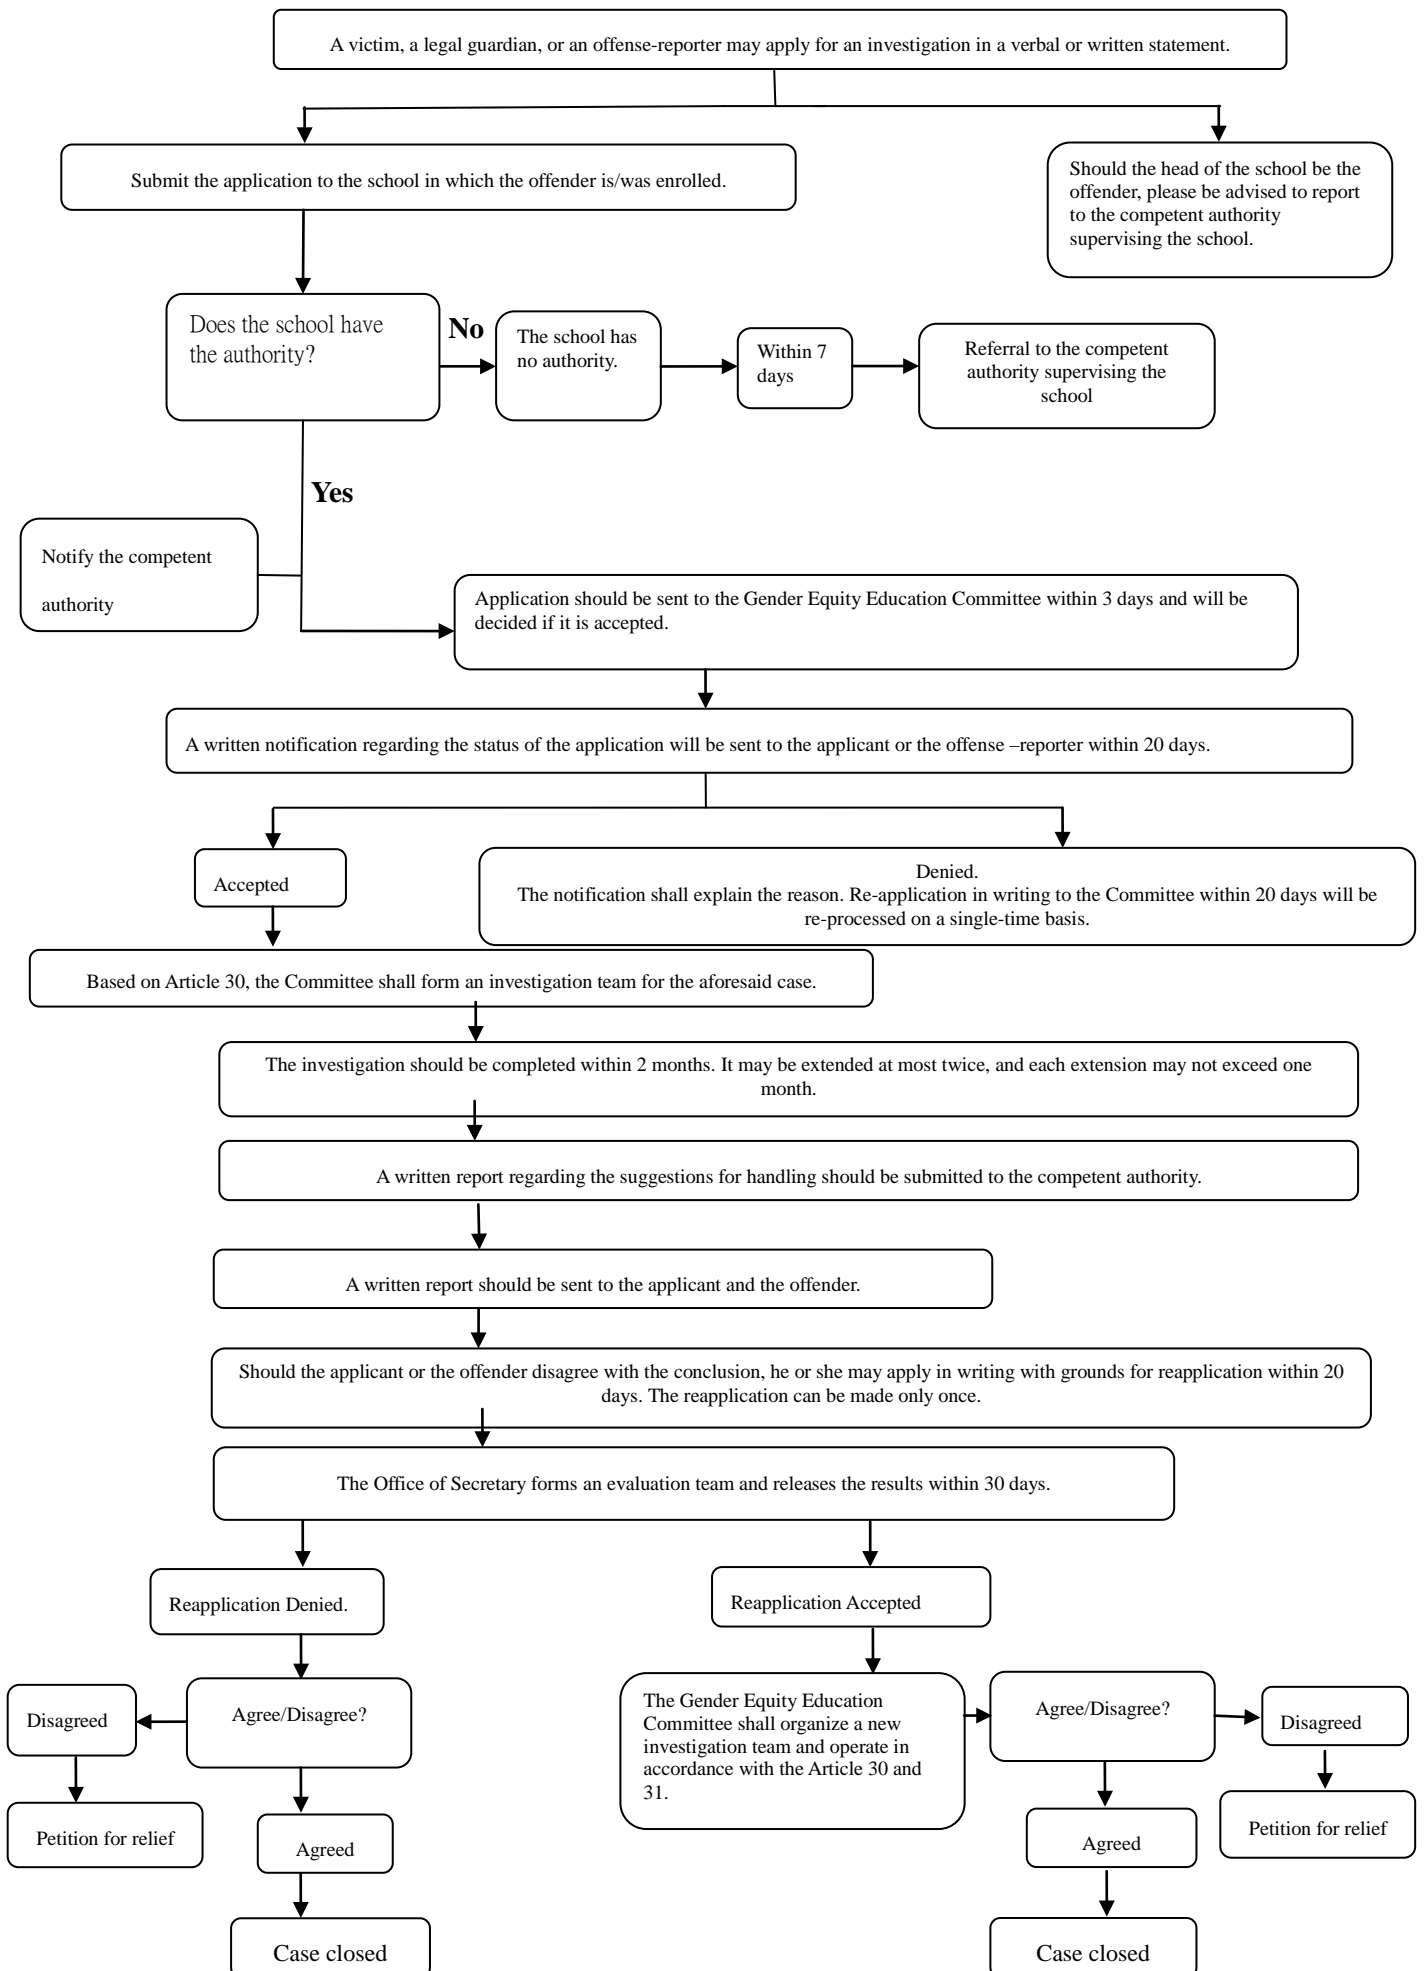 A victim, a legal guardian, or an offense-reporter may apply for an investigation in a verbal or written statement.
Submit the application to the school in which the offender is/was enrolled.
Should the head of the school be the
offender, please be advised to report
to the competent authority
supervising the school.
Does the school have
the authority?
No
The school has
no authority.
Within 7
days
Referral to the competent
authority supervising the
school
Yes
Notify the competent
authority
Application should be sent to the Gender Equity Education Committee within 3 days and will be
decided if it is accepted.
A written notification regarding the status of the application will be sent to the applicant or the offense –reporter within 20 days.
Accepted
Denied.
The notification shall explain the reason. Re-application in writing to the Committee within 20 days will be
re-processed on a single-time basis.
Based on Article 30, the Committee shall form an investigation team for the aforesaid case.
The investigation should be completed within 2 months. It may be extended at most twice, and each extension may not exceed one
month.
A written report regarding the suggestions for handling should be submitted to the competent authority.
A written report should be sent to the applicant and the offender.
Should the applicant or the offender disagree with the conclusion, he or she may apply in writing with grounds for reapplication within 20
days. The reapplication can be made only once.
The Office of Secretary forms an evaluation team and releases the results within 30 days.
Reapplication Denied.
Reapplication Accepted
Disagreed
Agree/Disagree?
The Gender Equity Education
Committee shall organize a new
investigation team and operate in
accordance with the Article 30 and
31.
Agree/Disagree?
Disagreed
Petition for relief
Agreed
Agreed
Petition for relief
Case closed
Case closed